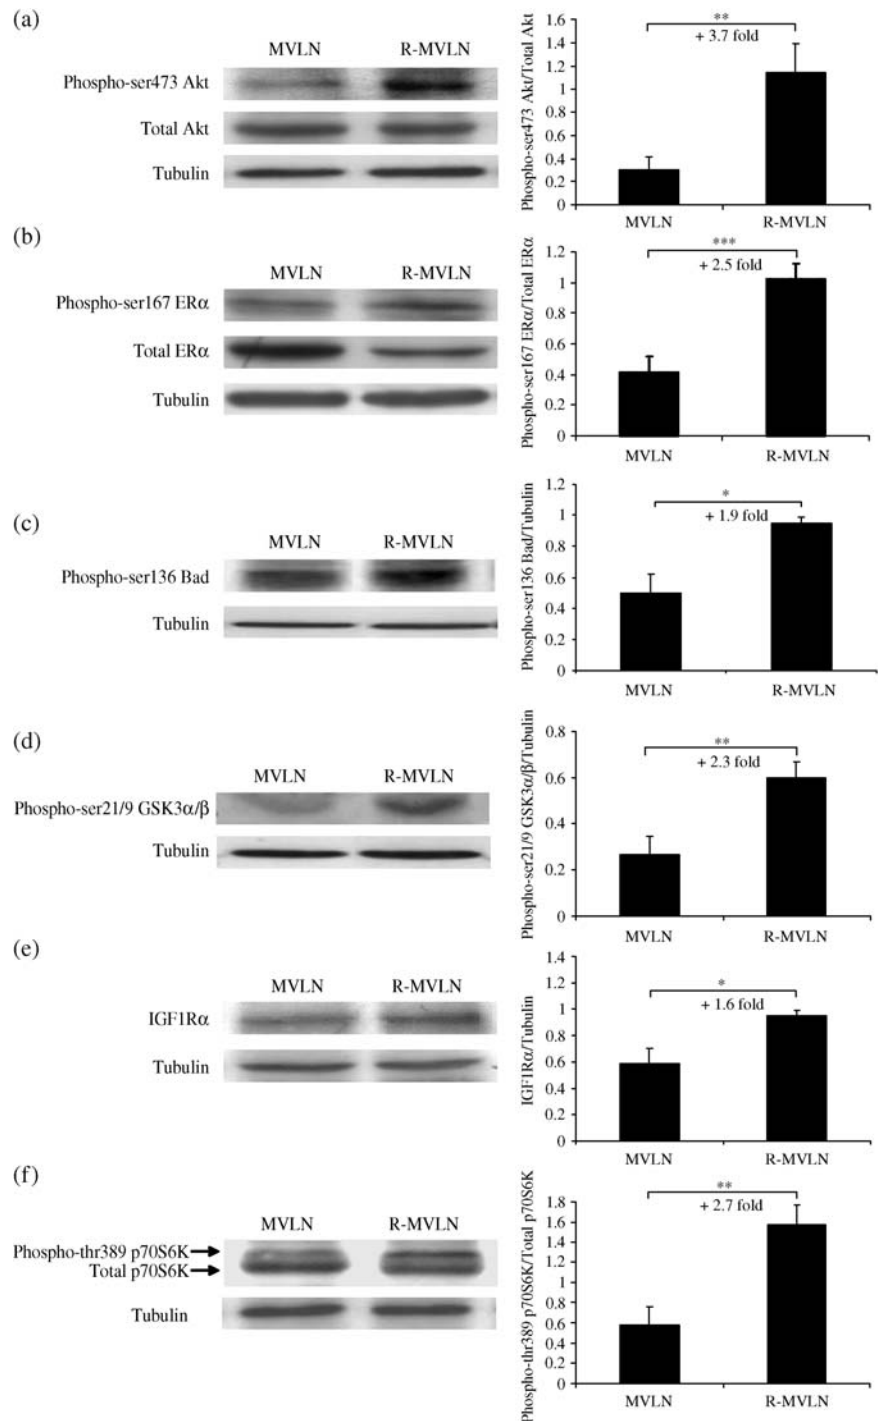 (a)
MVLN R-MVLN
Phospho-ser473 Akt
Total Akt
Tubulin
Phospho-ser473 Akt/Total Akt
1.6
1.4
1.2
1
0.8
0.6
0.4
0.2
0
**
+ 3.7 fold
MVLN R-MVLN
(b)
MVLN R-MVLN
Phospho-ser167 ERα
Total ERα
Tubulin
Phospho-ser167 ERα/Total ERα
1.2
1
0.8
0.6
0.4
0.2
0
***
+ 2.5 fold
MVLN R-MVLN
(c)
MVLN R-MVLN
Phospho-ser136 Bad
Tubulin
Phospho-ser136 Bad/Tubulin
1.2
1
0.8
0.6
0.4
0.2
0
*
+ 1.9 fold
MVLN R-MVLN
(d)
MVLN R-MVLN
Phospho-ser21/9 GSK3α/β
Tubulin
Phospho-ser21/9 GSK3α/β/Tubulin
0.8
0.6
0.4
0.2
0
**
+ 2.3 fold
MVLN R-MVLN
(e)
MVLN R-MVLN
IGF1Rα
Tubulin
IGF1Rα/Tubulin
1.4
1.2
1
0.8
0.6
0.4
0.2
0
*
+ 1.6 fold
MVLN R-MVLN
(f)
MVLN R-MVLN
Phospho-thr389 p70S6K
Total p70S6K
Tubulin
Phospho-thr389 p70S6K/Total p70S6K
1.8
1.6
1.4
1.2
1
0.8
0.6
0.4
0.2
0
**
+ 2.7 fold
MVLN R-MVLN